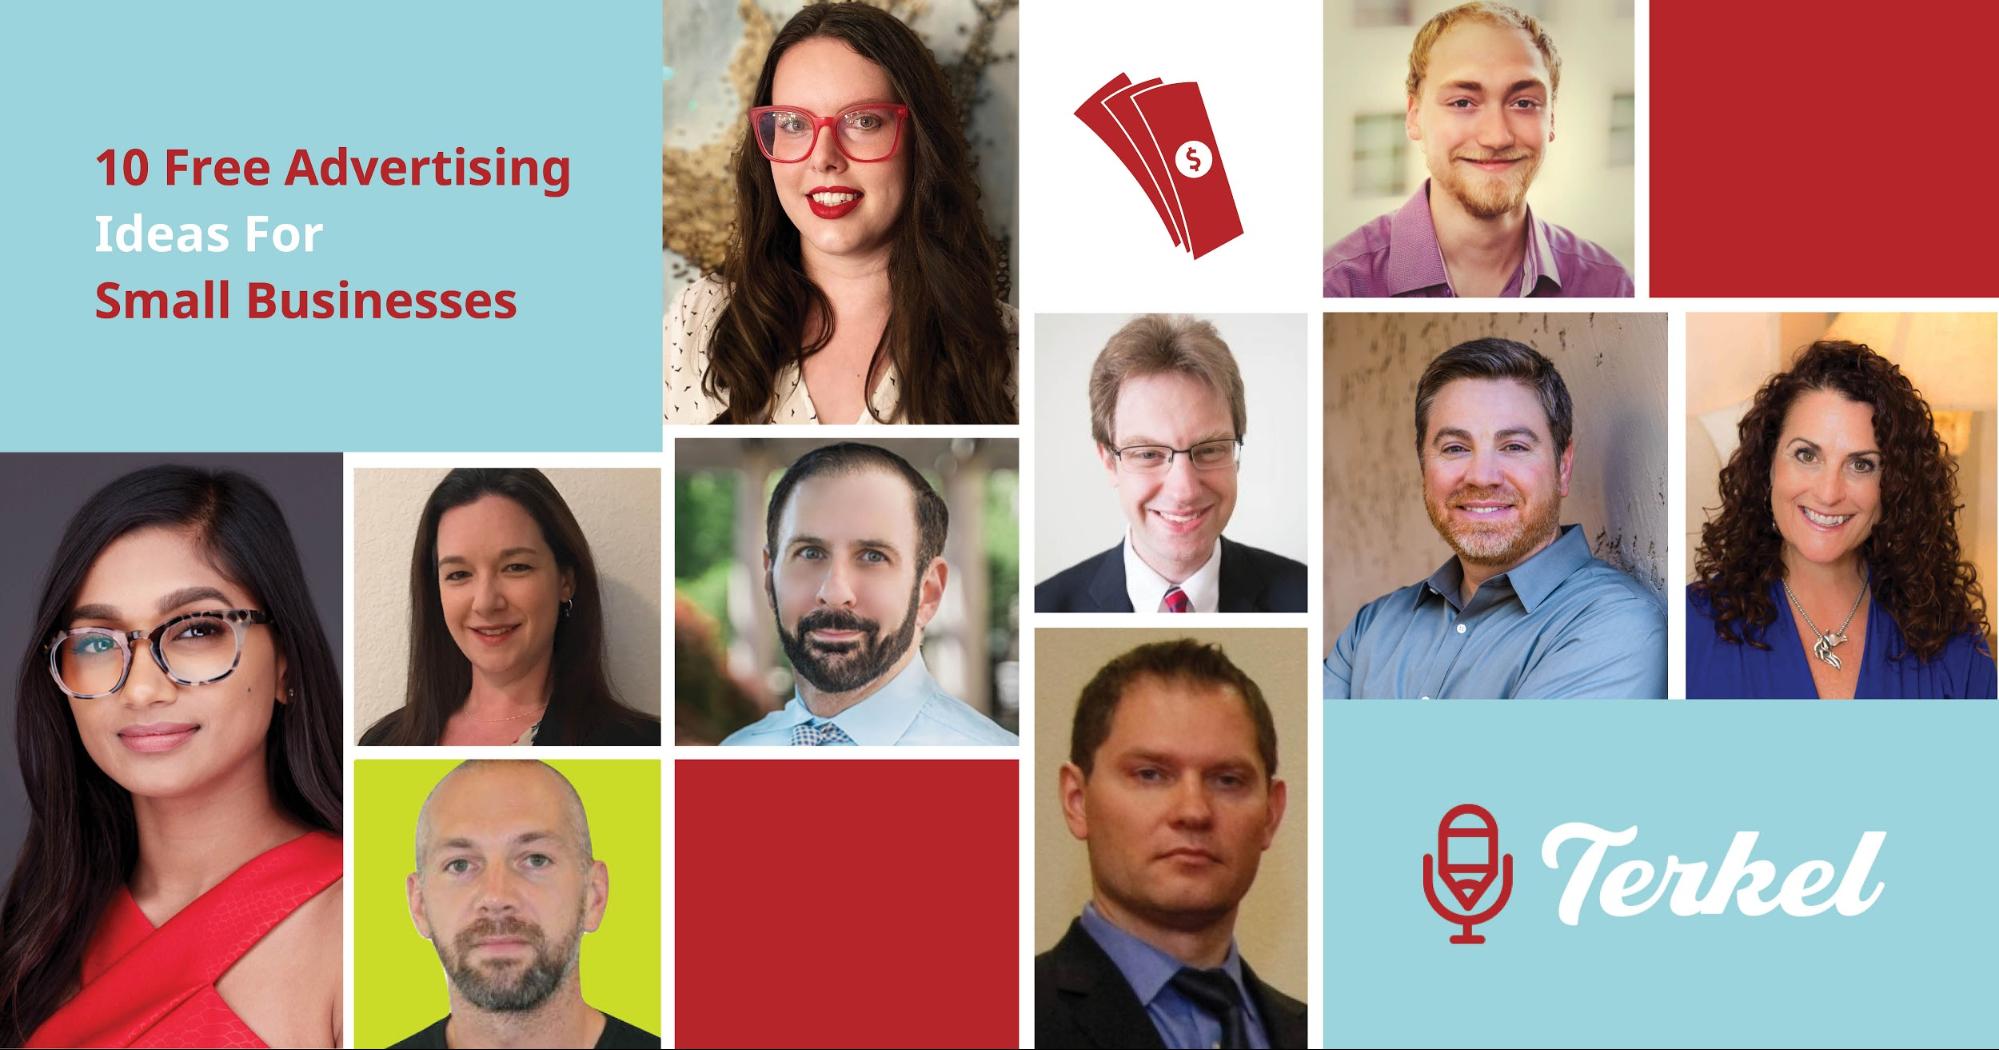 10 Free Advertising
Ideas For
Small Businesses
$
Terkel